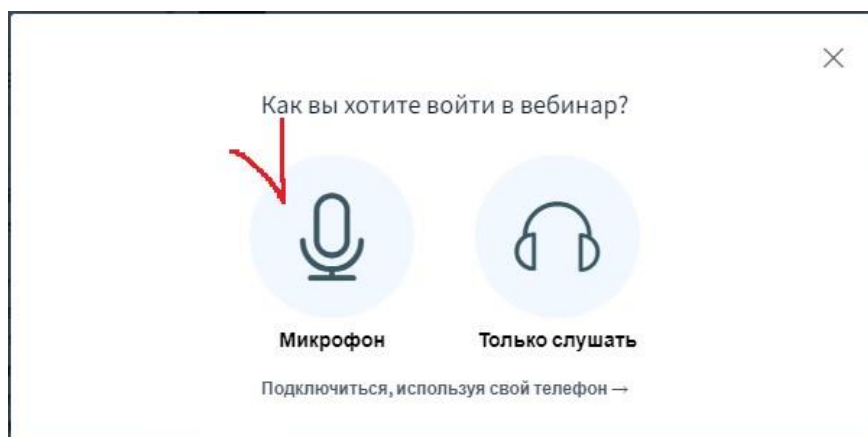 Как вы хотите войти в вебинар?
Микрофон
Только слушать
Подключиться, используя свой телефон →